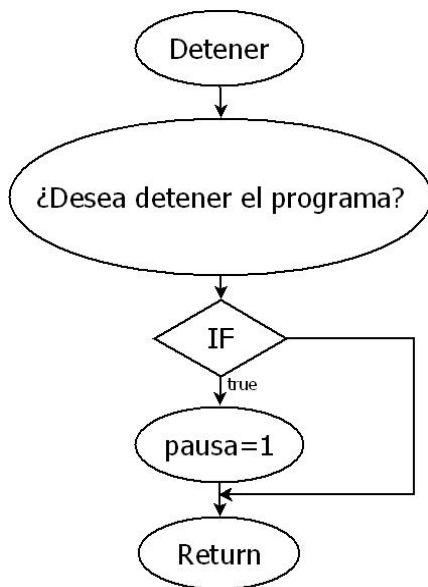 Detener
¿Desea detener el programa?
IF
true
pausa=1
Return